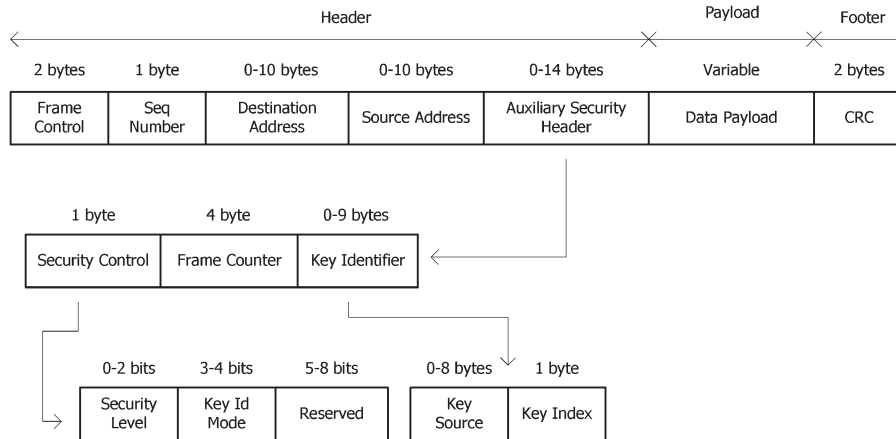 Header
Payload
Footer
2 bytes
1 byte
0-10 bytes
0-10 bytes
0-14 bytes
Variable
2 bytes
Frame
Control
Seq
Number
Destination
Address
Source Address
Auxiliary Security
Header
Data Payload
CRC
1 byte
4 byte
0-9 bytes
Security Control
Frame Counter
Key Identifier
0-2 bits
3-4 bits
5-8 bits
0-8 bytes
1 byte
Security
Level
Key Id
Mode
Reserved
Key
Source
Key Index